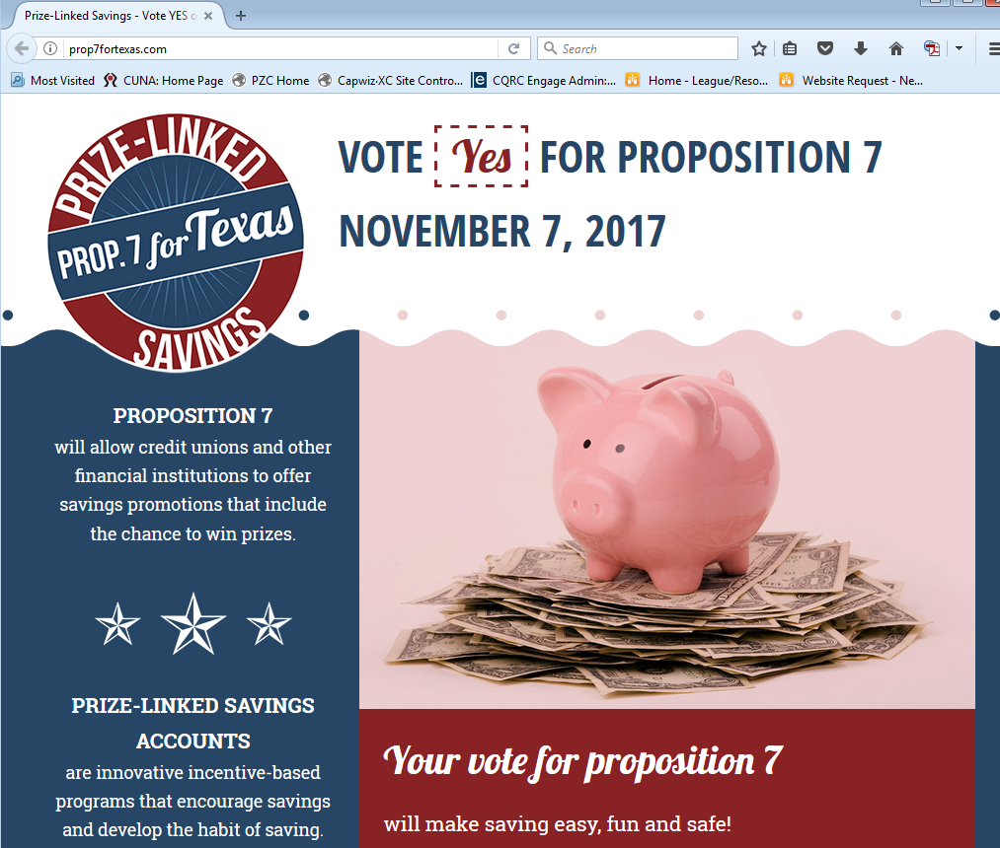 Prize-Linked Savings - Vote YES o
prop7fortexas.com
Search
Most Visited
CUNA: Home Page
PZC Home
Capwiz-XC Site Contro...
CQRC Engage Admin:...
Home - League/Reso...
Website Request - Ne...
PRIZE-LINKED
PROP. 7 for Texas
SAVINGS
VOTE Yes FOR PROPOSITION 7
NOVEMBER 7, 2017
PROPOSITION 7
will allow credit unions and other
financial institutions to offer
savings promotions that include
the chance to win prizes.
PRIZE-LINKED SAVINGS
ACCOUNTS
are innovative incentive-based
programs that encourage savings
and develop the habit of saving.
Your vote for proposition 7
will make saving easy, fun and safe!